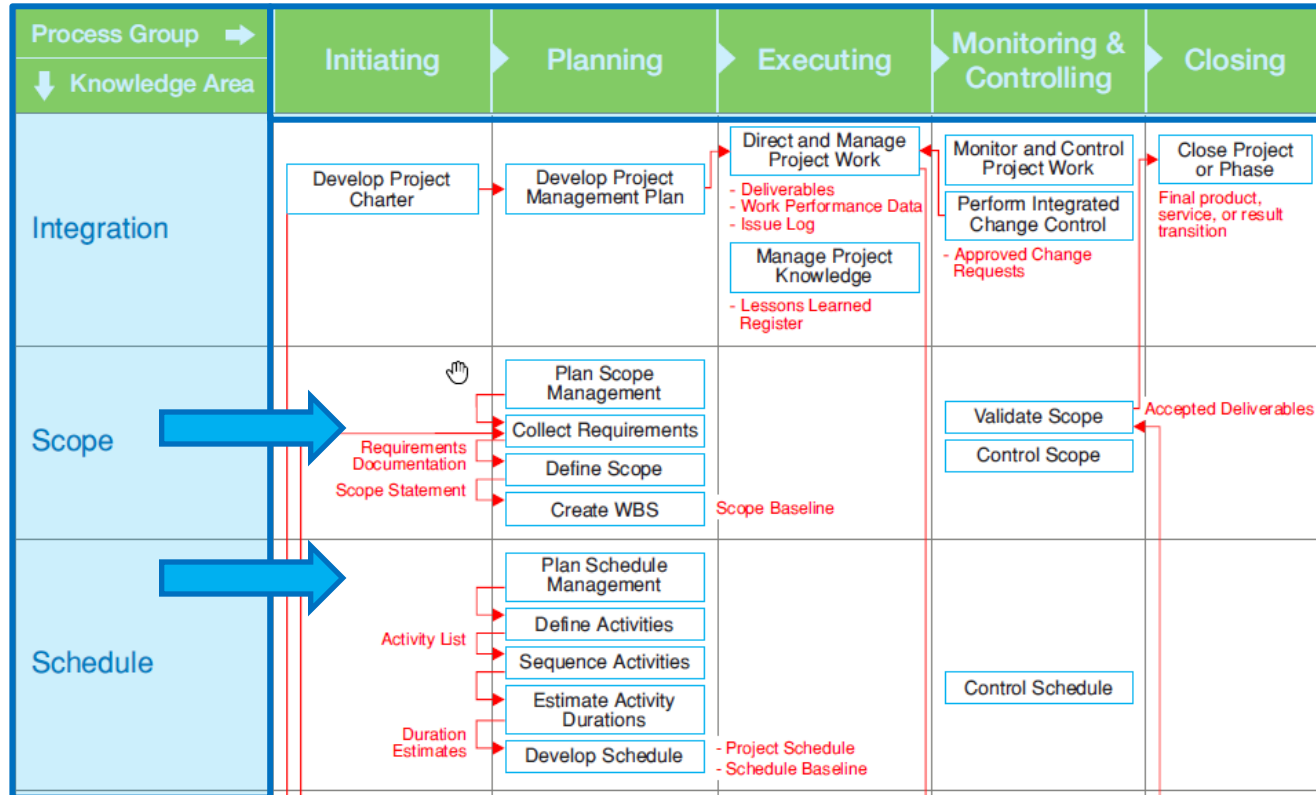 Process Group
Knowledge Area
Initiating
Planning
Executing
Monitoring &
Controlling
Closing
Integration
Develop Project
Charter
Develop Project
Management Plan
Direct and Manage
Project Work
- Deliverables
- Work Performance Data
- Issue Log
Manage Project
Knowledge
- Lessons Learned
Register
Monitor and Control
Project Work
Perform Integrated
Change Control
- Approved Change
Requests
Close Project
or Phase
Final product,
service, or result
transition
Scope
Plan Scope
Management
Collect Requirements
Requirements
Documentation
Define Scope
Scope Statement
Create WBS
Scope Baseline
Validate Scope
Accepted Deliverables
Control Scope
Schedule
Plan Schedule
Management
Define Activities
Activity List
Sequence Activities
Estimate Activity
Durations
Duration
Estimates
Develop Schedule
- Project Schedule
- Schedule Baseline
Control Schedule